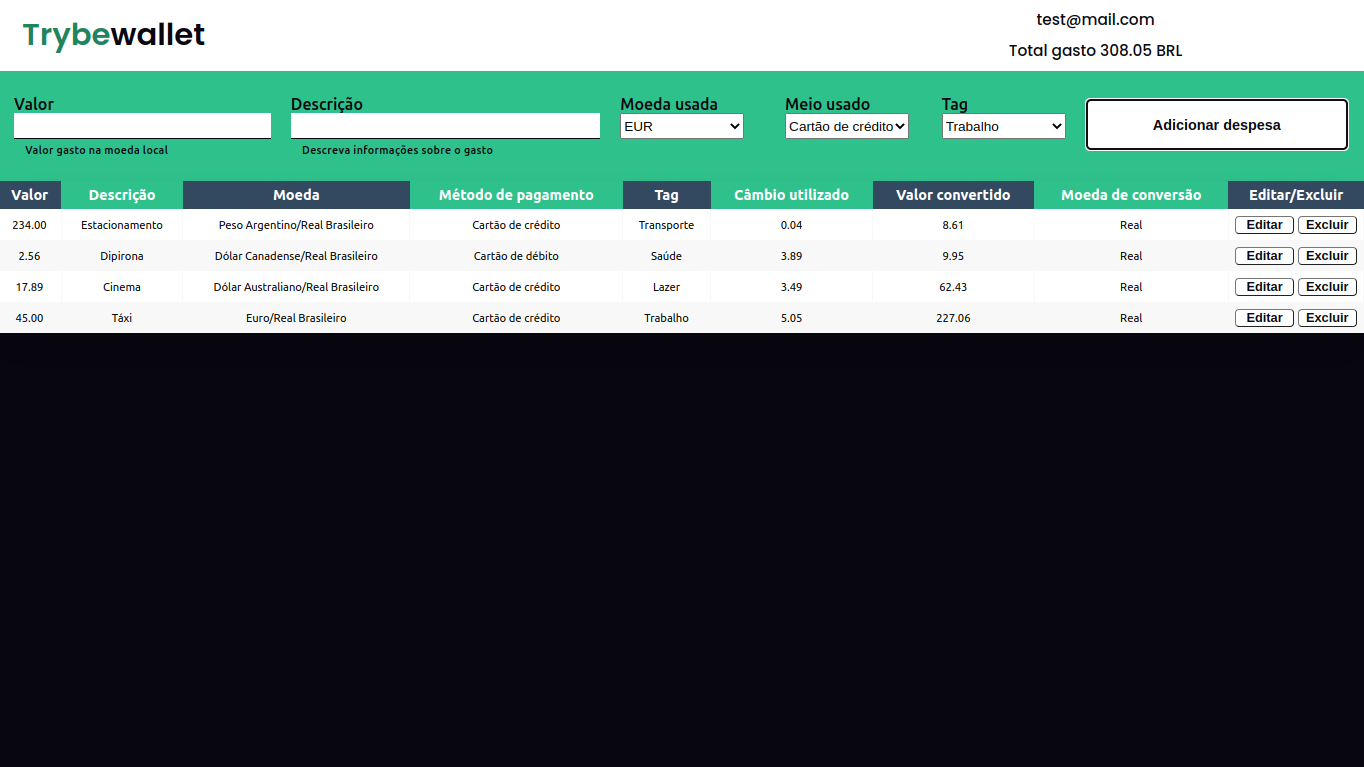 Trybewallet
test@mail.com
Total gasto 308.05 BRL
Valor Descrição Moeda usada Meio usado Tag
EUR Cartão de crédito Trabalho Adicionar despesa
Valor gasto na moeda local Descreva informações sobre o gasto
Valor Descrição Moeda Método de pagamento Tag Câmbio utilizado Valor convertido Moeda de conversão Editar/Excluir
234.00 Estacionamento Peso Argentino/Real Brasileiro Cartão de crédito Transporte 0.04 8.61 Real Editar Excluir
2.56 Dipirona Dólar Canadense/Real Brasileiro Cartão de débito Saúde 3.89 9.95 Real Editar Excluir
17.89 Cinema Dólar Australiano/Real Brasileiro Cartão de crédito Lazer 3.49 62.43 Real Editar Excluir
45.00 Táxi Euro/Real Brasileiro Cartão de crédito Trabalho 5.05 227.06 Real Editar Excluir